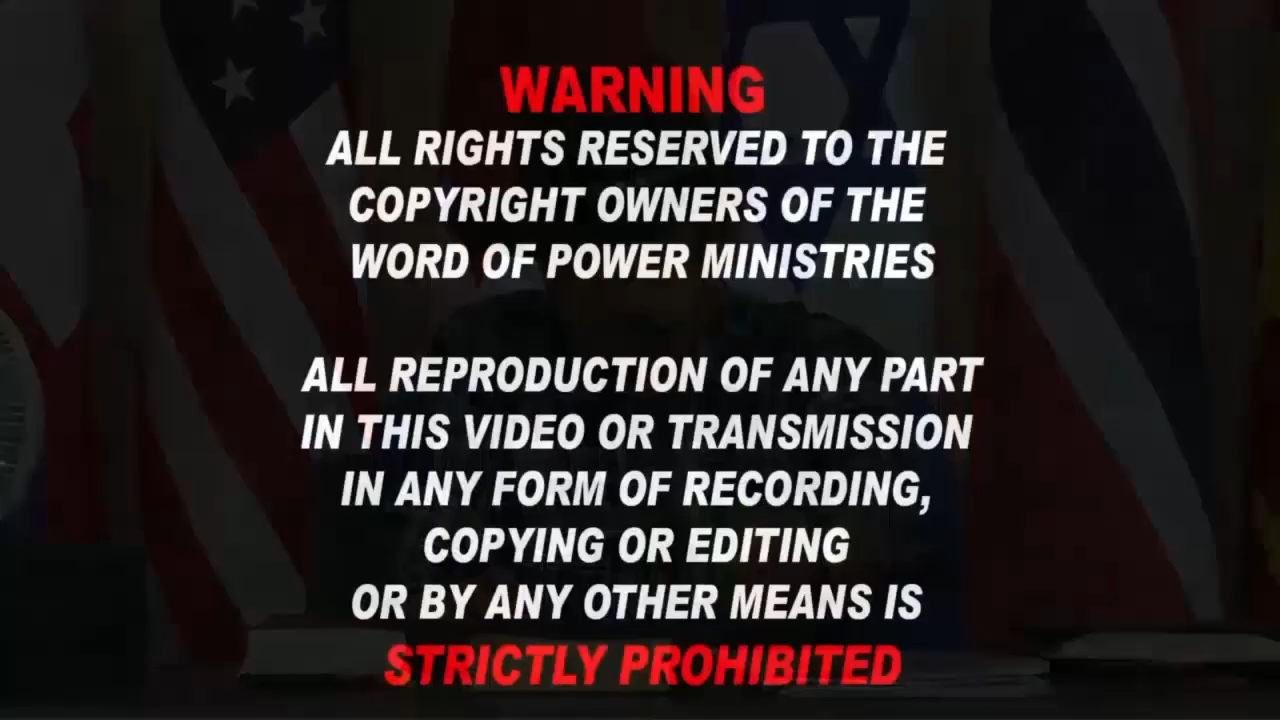 WARNING
ALL RIGHTS RESERVED TO THE
COPYRIGHT OWNERS OF THE
WORD OF POWER MINISTRIES
ALL REPRODUCTION OF ANY PART
IN THIS VIDEO OR TRANSMISSION
IN ANY FORM OF RECORDING,
COPYING OR EDITING
OR BY ANY OTHER MEANS IS
STRICTLY PROHIBITED